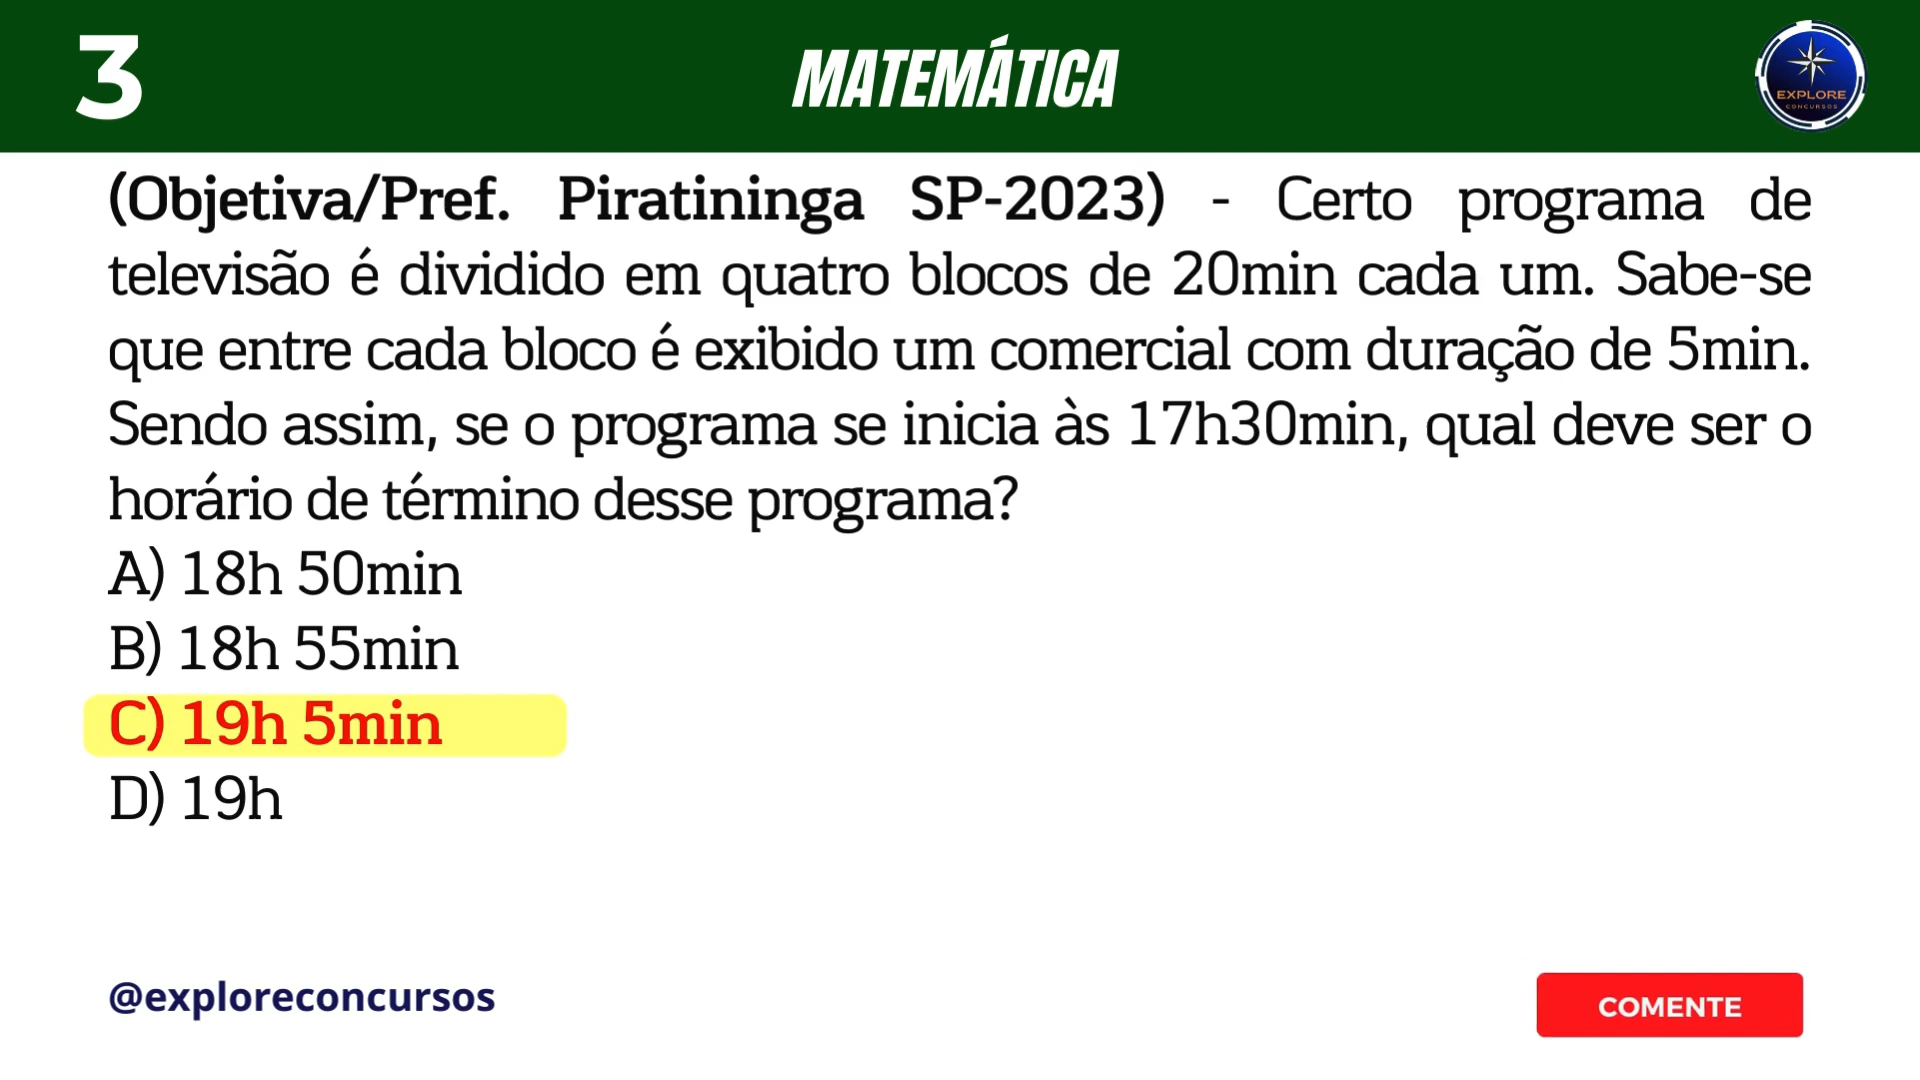 3
MATEMÁTICA
EXPLORE
CONCURSOS
(Objetiva/Pref. Piratininga SP-2023) - Certo programa de
televisão é dividido em quatro blocos de 20min cada um. Sabe-se
que entre cada bloco é exibido um comercial com duração de 5min.
Sendo assim, se o programa se inicia às 17h30min, qual deve ser o
horário de término desse programa?
A) 18h 50min
B) 18h 55min
C) 19h 5min
D) 19h
@exploreconcursos
COMENTE